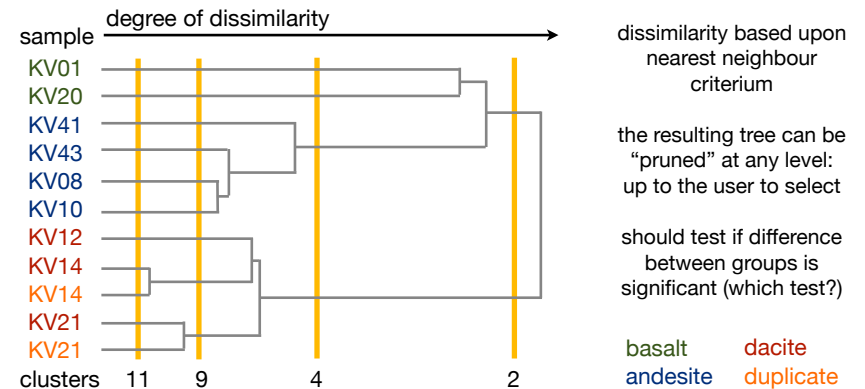 degree of dissimilarity
sample
KV01
KV20
KV41
KV43
KV08
KV10
KV12
KV14
KV14
KV21
KV21
clusters 11 9 4 2
dissimilarity based upon
nearest neighbour
criterium
the resulting tree can be
“pruned” at any level:
up to the user to select
should test if difference
between groups is
significant (which test?)
basalt dacite
andesite duplicate